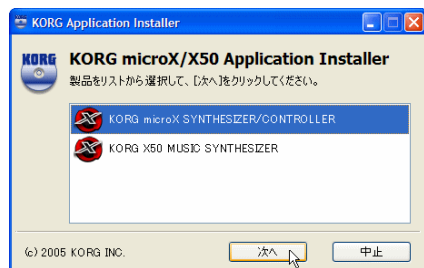 KORG Application Installer
KORG
KORG microX/X50 Application Installer
製品をリストから選択して、[次へ]をクリックしてください。
KORG microX SYNTHESIZER/CONTROLLER
KORG X50 MUSIC SYNTHESIZER
(c) 2005 KORG INC.
次へ
中止